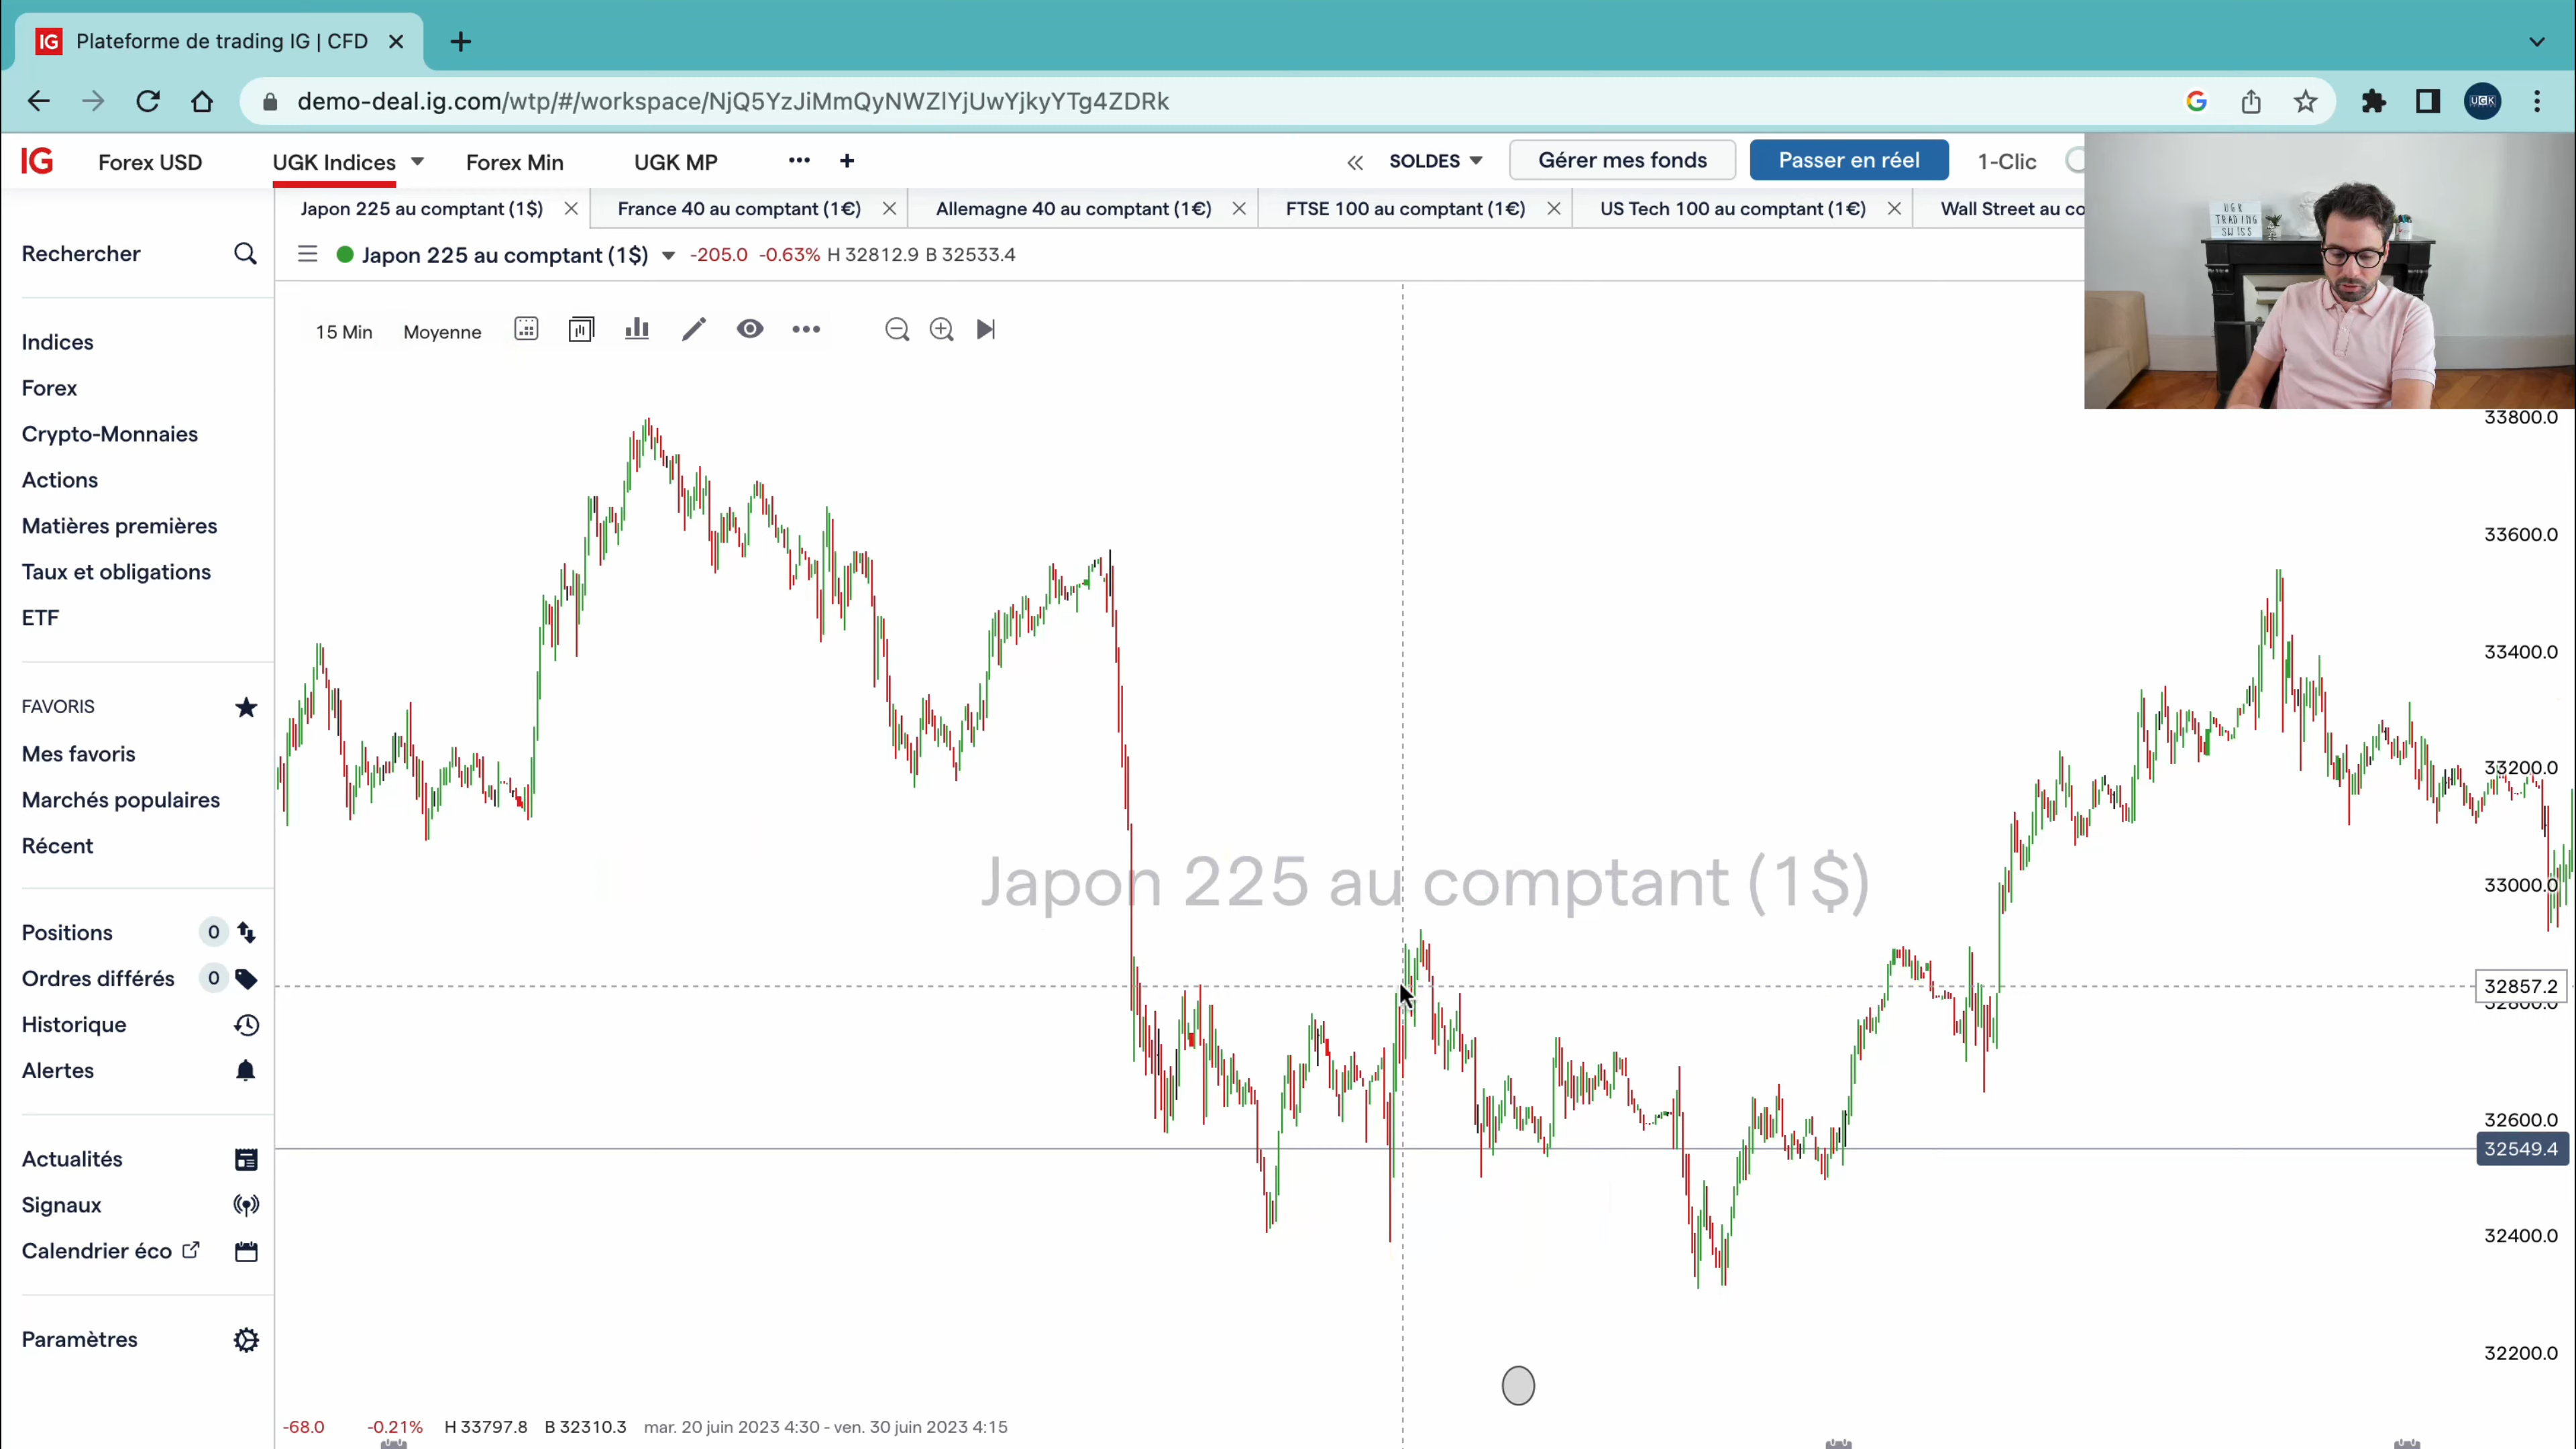 IG Plateforme de trading IG | CFD
demo-deal.ig.com/wtp/#/workspace/NjQ5YzJiMmQyNWZlYjUwYjkyYTg4ZDRk
UGK
IG Forex USD UGK Indices Forex Min UGK MP SOLDES Gérer mes fonds Passer en réel 1-Clic
Japon 225 au comptant (1$) France 40 au comptant (1€) Allemagne 40 au comptant (1€) FTSE 100 au comptant (1€) US Tech 100 au comptant (1€) Wall Street au co
UGK
TRADING
SWISS
Japon 225 au comptant (1$) -205.0 -0.63% H 32812.9 B 32533.4
15 Min Moyenne
Rechercher
Indices
Forex
Crypto-Monnaies
Actions
Matières premières
Taux et obligations
ETF
FAVORIS
Mes favoris
Marchés populaires
Récent
Positions 0
Ordres différés 0
Historique
Alertes
Actualités
Signaux
Calendrier éco
Paramètres
Japon 225 au comptant (1$)
33800.0
33600.0
33400.0
33200.0
33000.0
32857.2
32800.0
32600.0
32549.4
32400.0
32200.0
-68.0 -0.21% H 33797.8 B 32310.3 mar. 20 juin 2023 4:30 - ven. 30 juin 2023 4:15